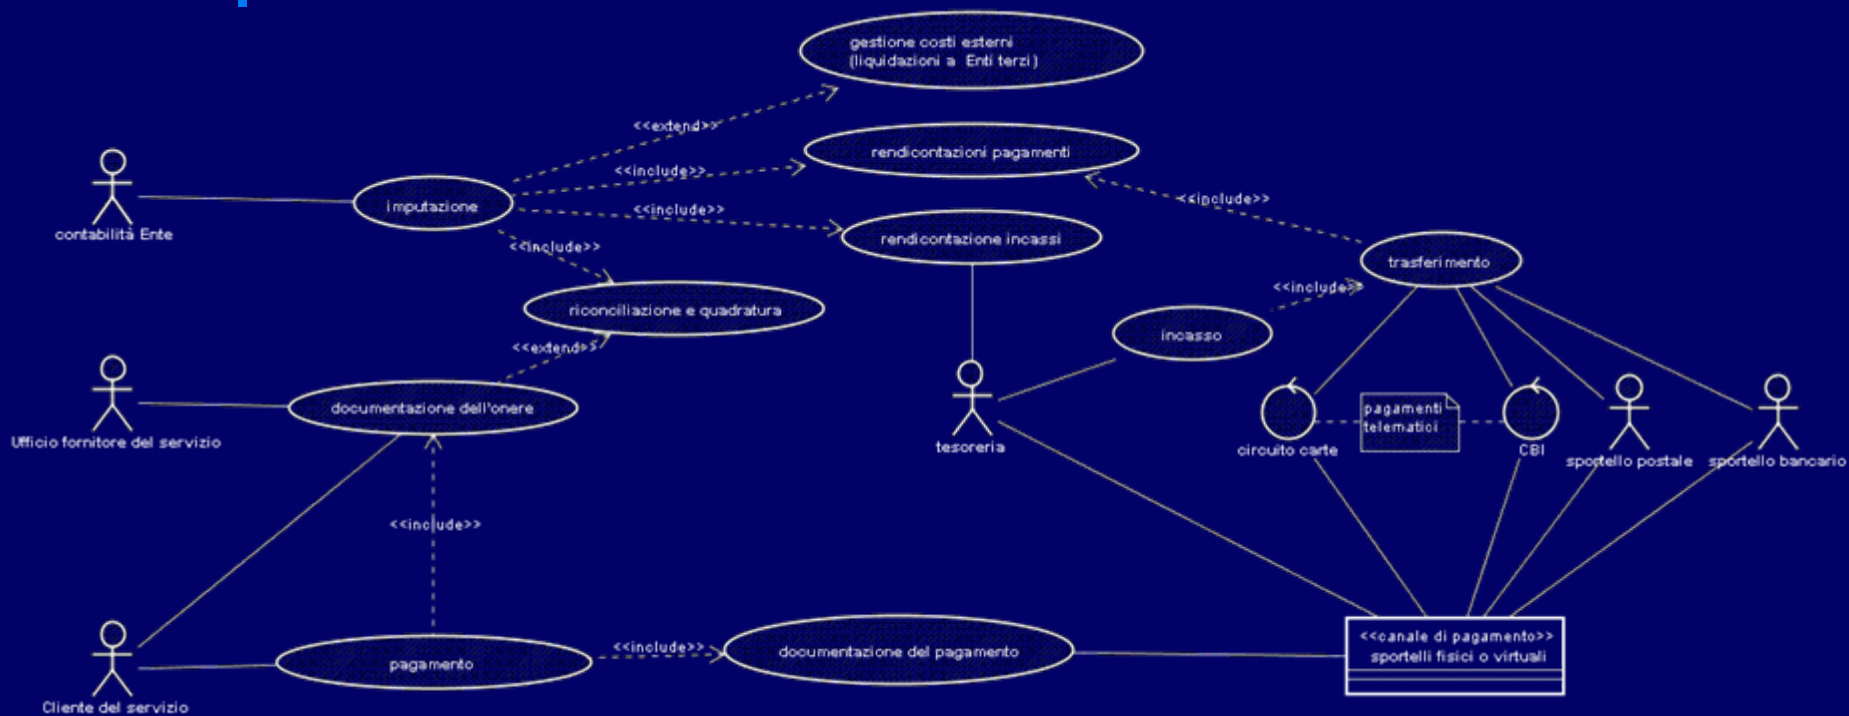 gestione costi esterni
(liquidazioni a Enti terzi)
<<extend>>
rendicontazioni pagamenti
<<include>>
<<include>>
imputazione
<<include>>
contabilità Ente
rendicontazione incassi
<<include>>
trasferimento
<<include>>
riconciliazione e quadratura
incasso
<<extend>>
documentazione dell'onere
pagamenti
telematici
Ufficio fornitore del servizio
tesoreria
circuito carte
CBI
sportello postale
sportello bancario
<<include>>
<<canale di pagamento>>
sportelli fisici o virtuali
<<include>>
documentazione del pagamento
pagamento
Cliente del servizio